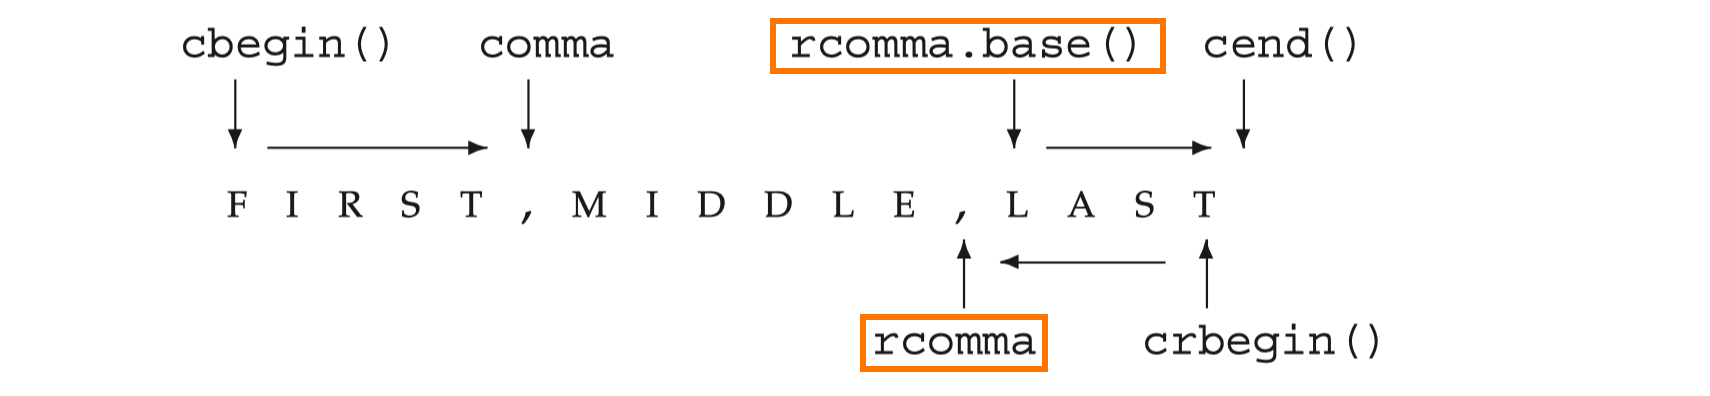 cbegin() comma rcomma.base() cend()
F I R S T , M I D D L E , L A S T
rcomma crbegin()